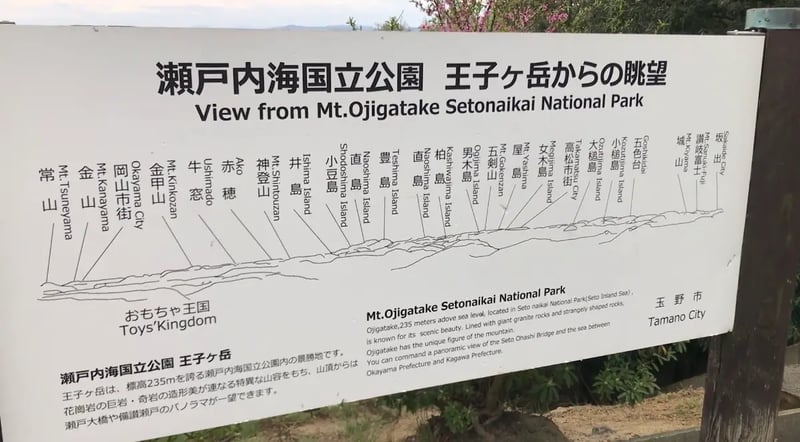 瀬戸内海国立公園 王子ヶ岳からの眺望
View from Mt.Ojigatake Setonaikai National Park
常山 Mt.Tsuneyama
金山 Mt.Kanayama
岡山市街 Okayama City
金甲山 Mt.Kinkozan
牛窓 Ushimado
赤穂 Ako
神登山 Mt.Shintouzan
井島 Ishima Island
小豆島 Shodoshima Island
直島 Naoshima Island
豊島 Teshima Island
直島 Naoshima Island
柏島 Kashiwajima Island
男木島 Ogijima Island
五剣山 Mt.Gokenzan
屋島 Mt.Yashima
女木島 Megijima Island
高松市街 Takamatsu City
大槌島 Ozutijima Island
小槌島 Kozutijima Island
五色台 Goshikidai
城山 Mt.Kiyama
讃岐富士 Mt.Sanuki-Fuji
坂出 Sakaide City
おもちゃ王国
Toys'Kingdom
玉野市
Tamano City
Mt.Ojigatake Setonaikai National Park
Ojigatake,235 meters adove sea level, located in Seto naikai National Park(Seto Island Sea) ,
is known for its scenic beauty. Lined with giant granite rocks and strangely shaped rocks,
Ojigatake has the unique figure of the mountain.
You can command a panoramic view of the Seto Ohashi Bridge and the sea between
Okayama Prefecture and Kagawa Prefecture.
瀬戸内海国立公園 王子ヶ岳
王子ヶ岳は、標高235mを誇る瀬戸内海国立公園内の景勝地です。
花崗岩の巨岩・奇岩の造形美が連なる特異な山容をもち、山頂からは
瀬戸大橋や備讃瀬戸のパノラマが一望できます。